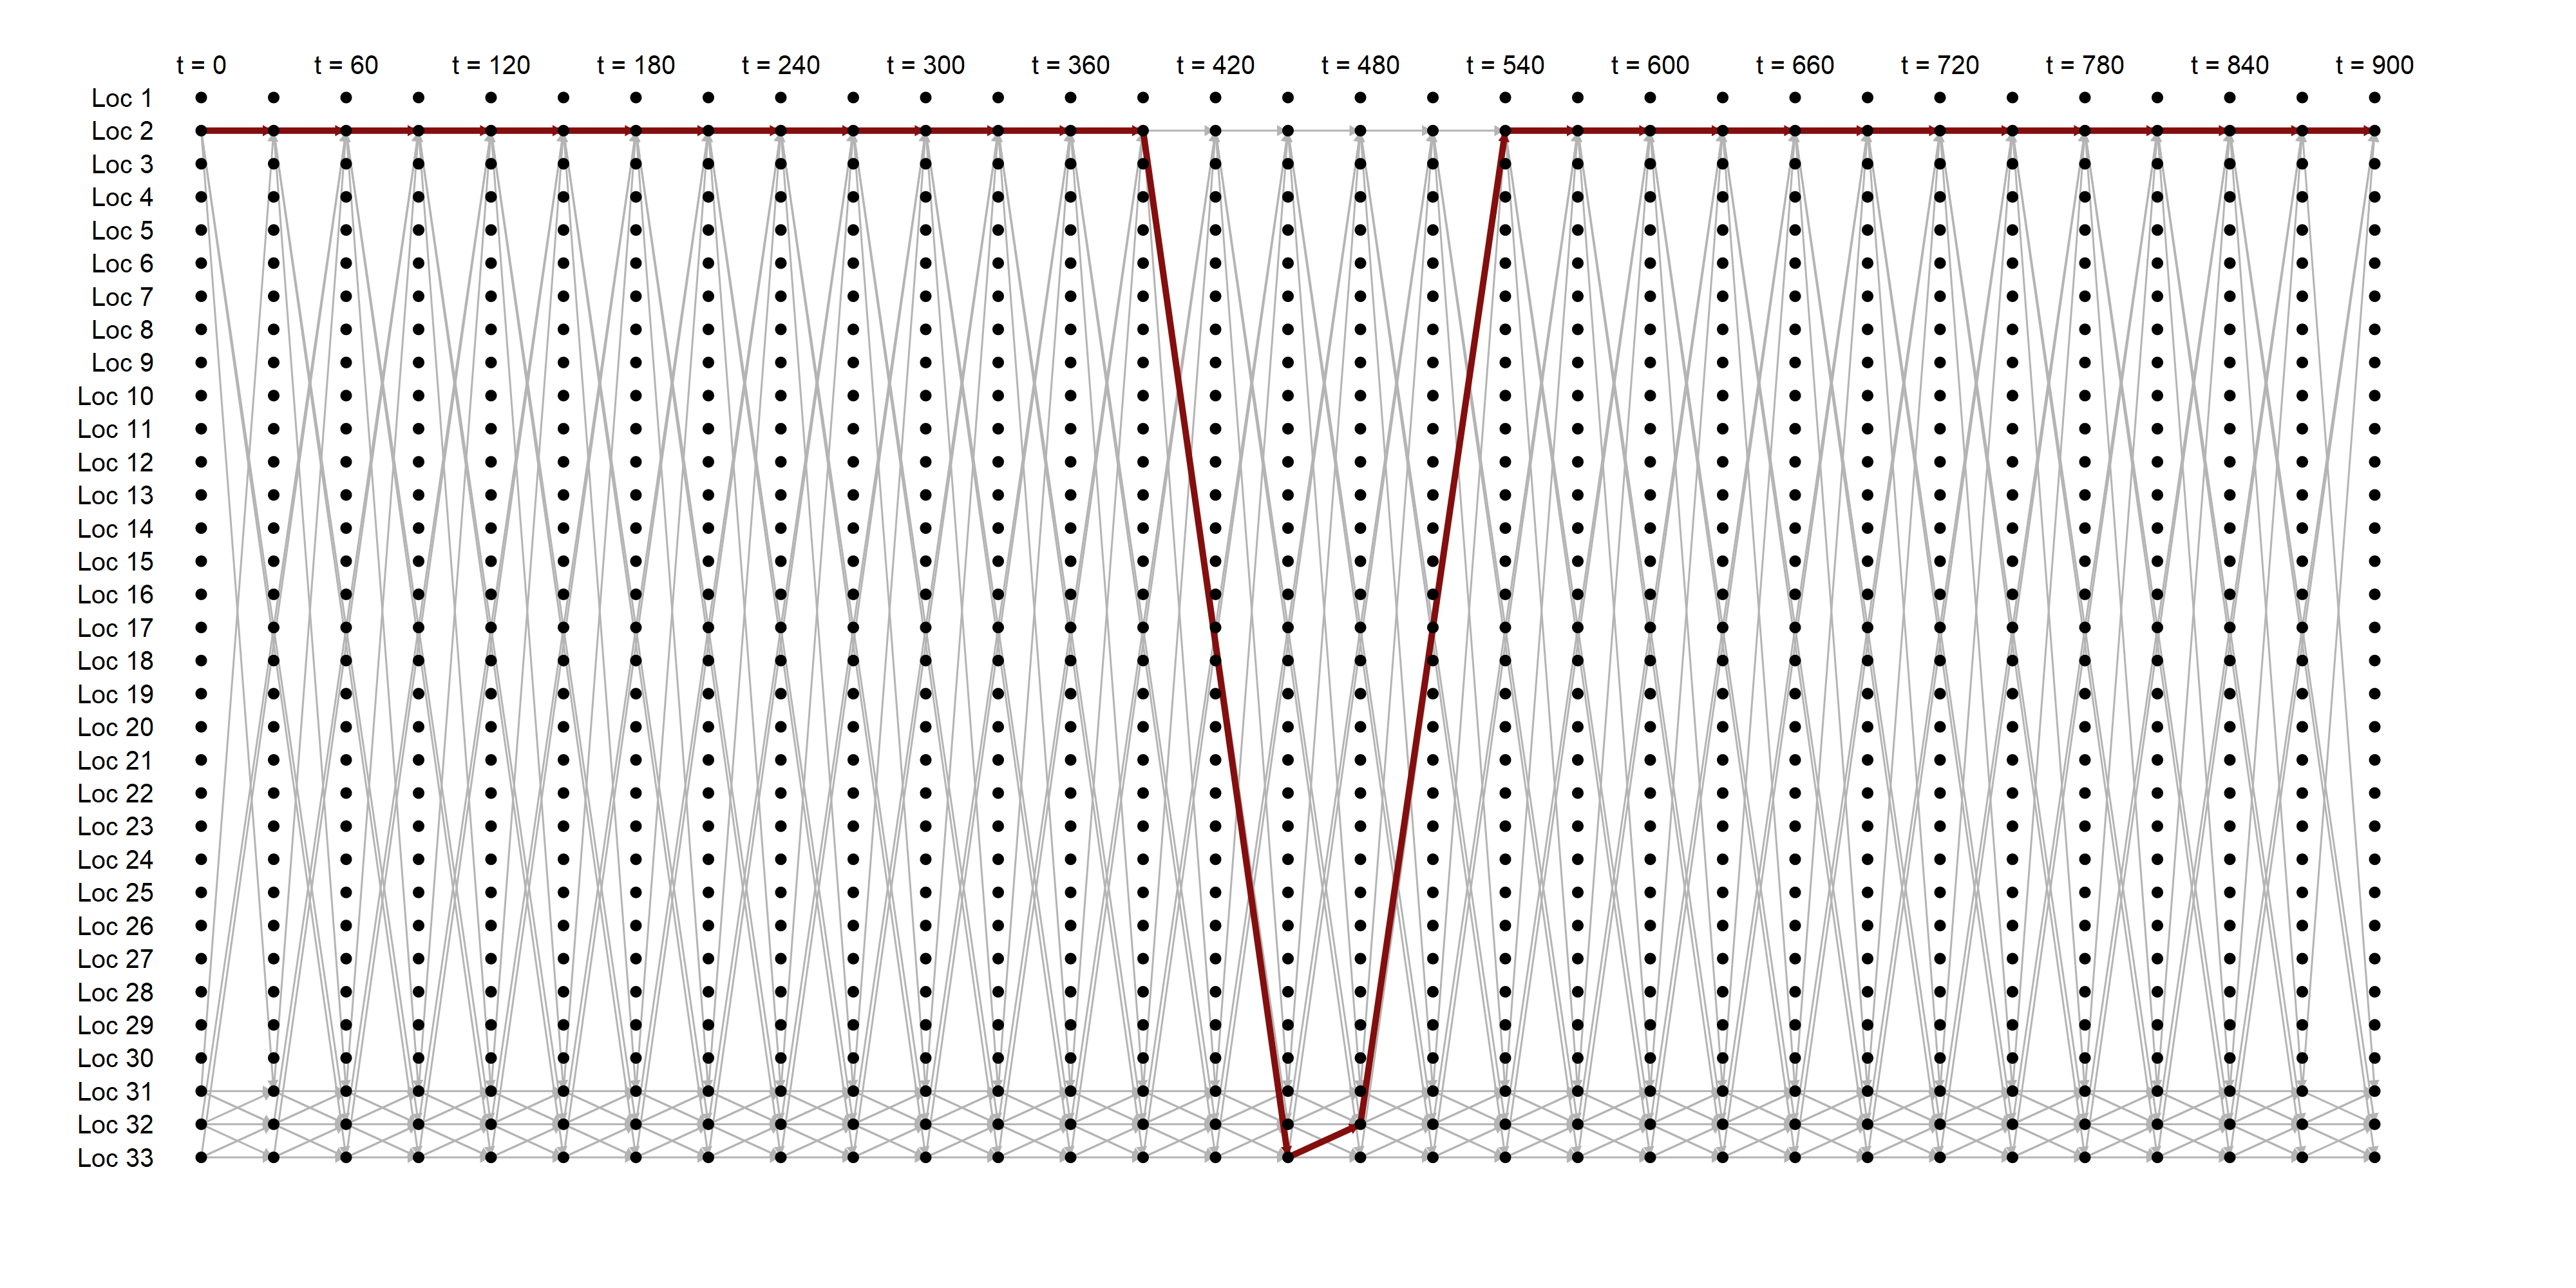 t = 0 t = 60 t = 120 t = 180 t = 240 t = 300 t = 360 t = 420 t = 480 t = 540 t = 600 t = 660 t = 720 t = 780 t = 840 t = 900
Loc 1
Loc 2
Loc 3
Loc 4
Loc 5
Loc 6
Loc 7
Loc 8
Loc 9
Loc 10
Loc 11
Loc 12
Loc 13
Loc 14
Loc 15
Loc 16
Loc 17
Loc 18
Loc 19
Loc 20
Loc 21
Loc 22
Loc 23
Loc 24
Loc 25
Loc 26
Loc 27
Loc 28
Loc 29
Loc 30
Loc 31
Loc 32
Loc 33